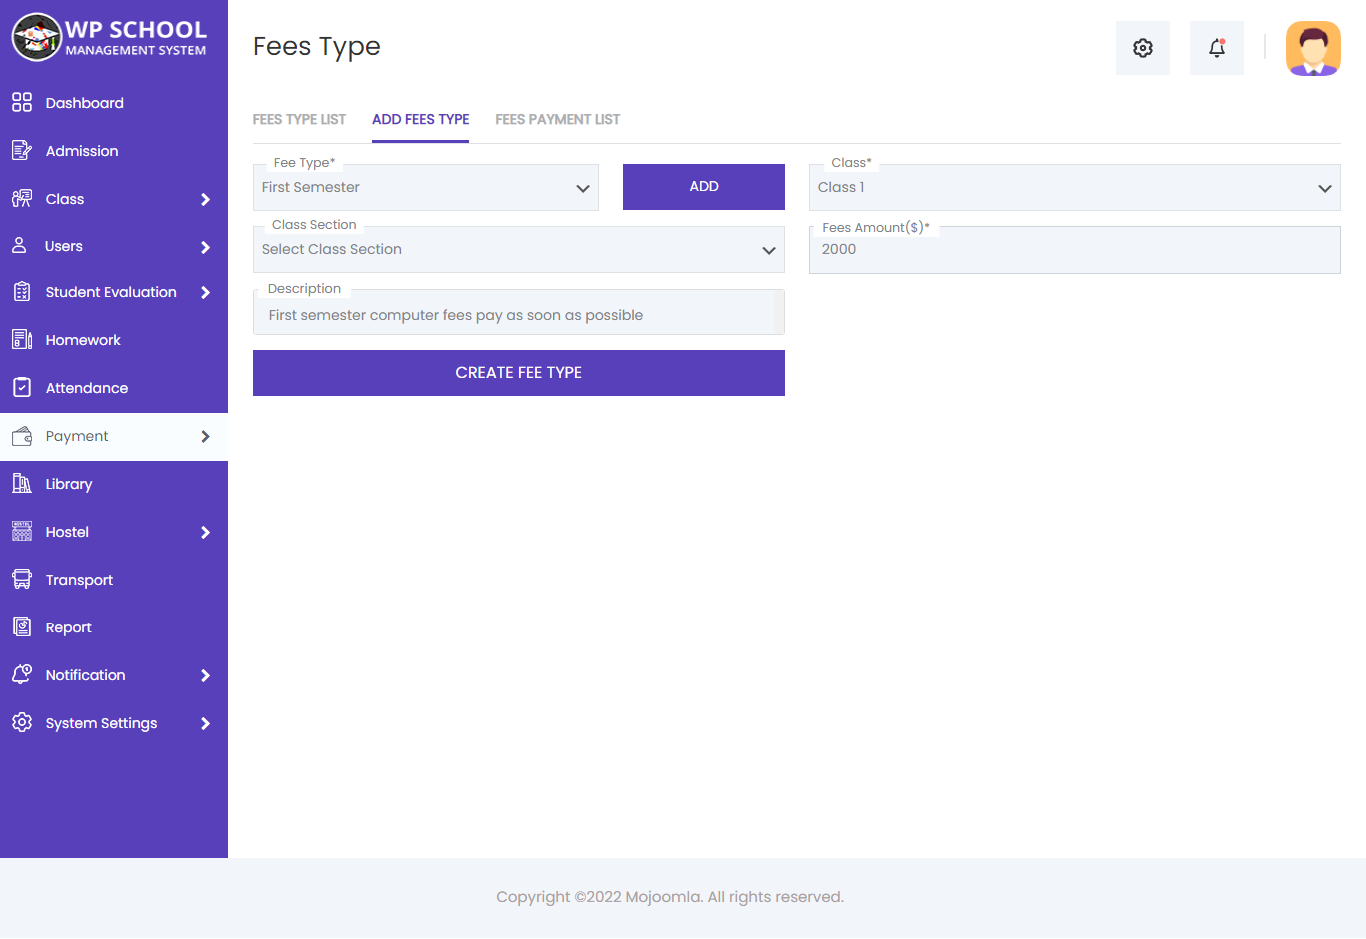 WP SCHOOL
MANAGEMENT SYSTEM
Dashboard
Admission
Class
Users
Student Evaluation
Homework
Attendance
Payment
Library
Hostel
Transport
Report
Notification
System Settings
Fees Type
FEES TYPE LIST ADD FEES TYPE FEES PAYMENT LIST
Fee Type*
First Semester
ADD
Class*
Class 1
Class Section
Select Class Section
Fees Amount($)*
2000
Description
First semester computer fees pay as soon as possible
CREATE FEE TYPE
Copyright ©2022 Mojoomla. All rights reserved.